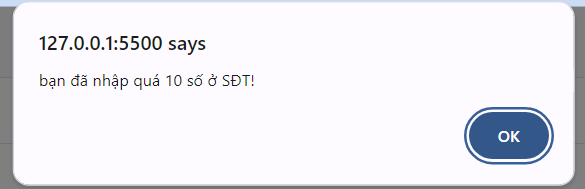 127.0.0.1:5500 says
bạn đã nhập quá 10 số ở SĐT!
OK